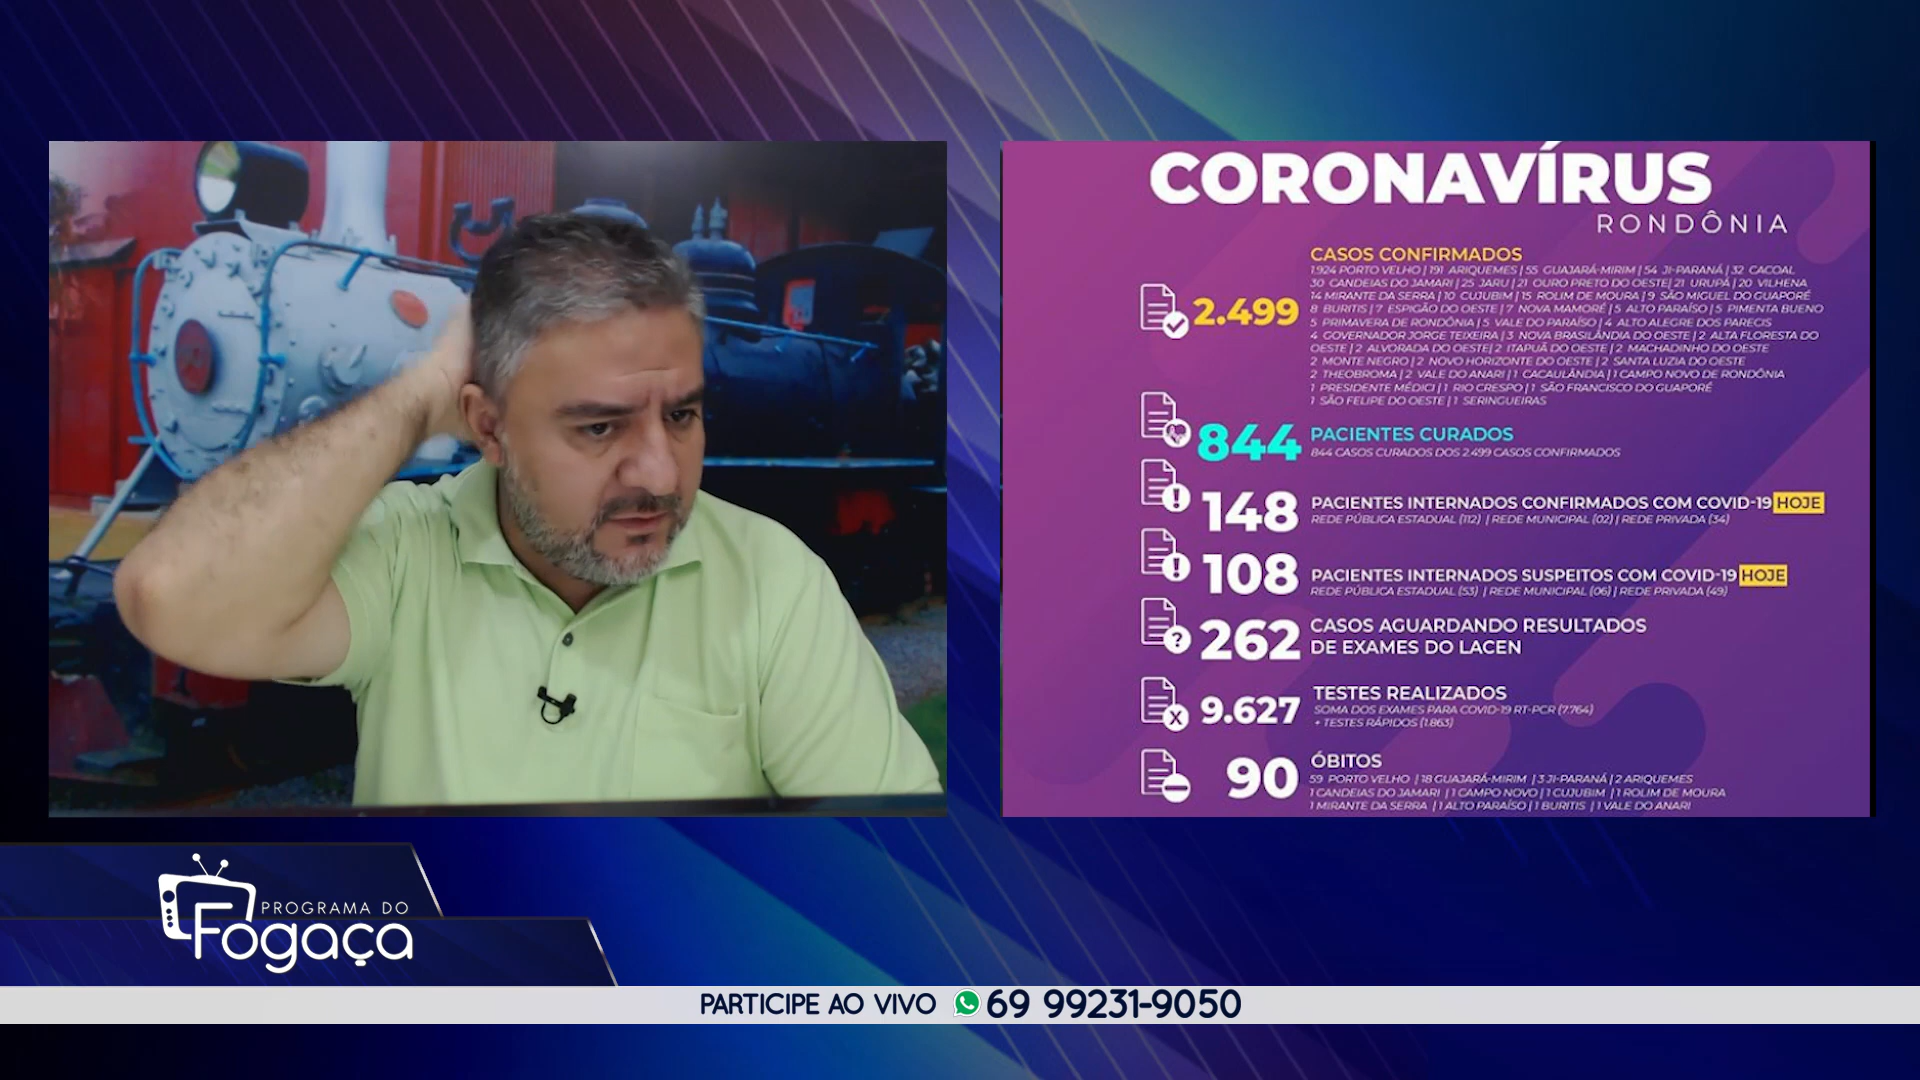 CORONAVÍRUS
RONDÔNIA
CASOS CONFIRMADOS
2.499
1.924 PORTO VELHO | 191 ARIQUEMES | 55 GUAJARÁ-MIRIM | 54 JI-PARANÁ | 32 CACOAL
30 CANDEIAS DO JAMARI | 25 JARU | 21 OURO PRETO DO OESTE| 21 URUPÁ | 20 VILHENA
14 MIRANTE DA SERRA | 10 CUJUBIM | 15 ROLIM DE MOURA | 9 SÃO MIGUEL DO GUAPORÉ
8 BURITIS | 7 ESPIGÃO DO OESTE | 7 NOVA MAMORÉ | 5 ALTO PARAÍSO | 5 PIMENTA BUENO
5 PRIMAVERA DE RONDÔNIA | 5 VALE DO PARAÍSO | 4 ALTO ALEGRE DOS PARECIS
4 GOVERNADOR JORGE TEIXEIRA | 3 NOVA BRASILÂNDIA DO OESTE | 2 ALTA FLORESTA DO
OESTE | 2 ALVORADA DO OESTE| 2 ITAPUÃ DO OESTE | 2 MACHADINHO DO OESTE
2 MONTE NEGRO | 2 NOVO HORIZONTE DO OESTE | 2 SANTA LUZIA DO OESTE
2 THEOBROMA | 2 VALE DO ANARI | 1 CACAULÂNDIA | 1 CAMPO NOVO DE RONDÔNIA
1 PRESIDENTE MÉDICI | 1 RIO CRESPO | 1 SÃO FRANCISCO DO GUAPORÉ
1 SÃO FELIPE DO OESTE | 1 SERINGUEIRAS
844 PACIENTES CURADOS
844 CASOS CURADOS DOS 2.499 CASOS CONFIRMADOS
148 PACIENTES INTERNADOS CONFIRMADOS COM COVID-19 HOJE
REDE PÚBLICA ESTADUAL (112) | REDE MUNICIPAL (02) | REDE PRIVADA (34)
108 PACIENTES INTERNADOS SUSPEITOS COM COVID-19 HOJE
REDE PÚBLICA ESTADUAL (53) | REDE MUNICIPAL (06) | REDE PRIVADA (49)
262 CASOS AGUARDANDO RESULTADOS
DE EXAMES DO LACEN
9.627 TESTES REALIZADOS
SOMA DOS EXAMES PARA COVID-19 RT-PCR (7.764)
+ TESTES RÁPIDOS (1.863)
90 ÓBITOS
59 PORTO VELHO | 18 GUAJARÁ-MIRIM | 3 JI-PARANÁ | 2 ARIQUEMES
1 CANDEIAS DO JAMARI | 1 CAMPO NOVO | 1 CUJUBIM | 1 ROLIM DE MOURA
1 MIRANTE DA SERRA | 1 ALTO PARAÍSO | 1 BURITIS | 1 VALE DO ANARI
PROGRAMA DO
Fogaça
PARTICIPE AO VIVO 69 99231-9050